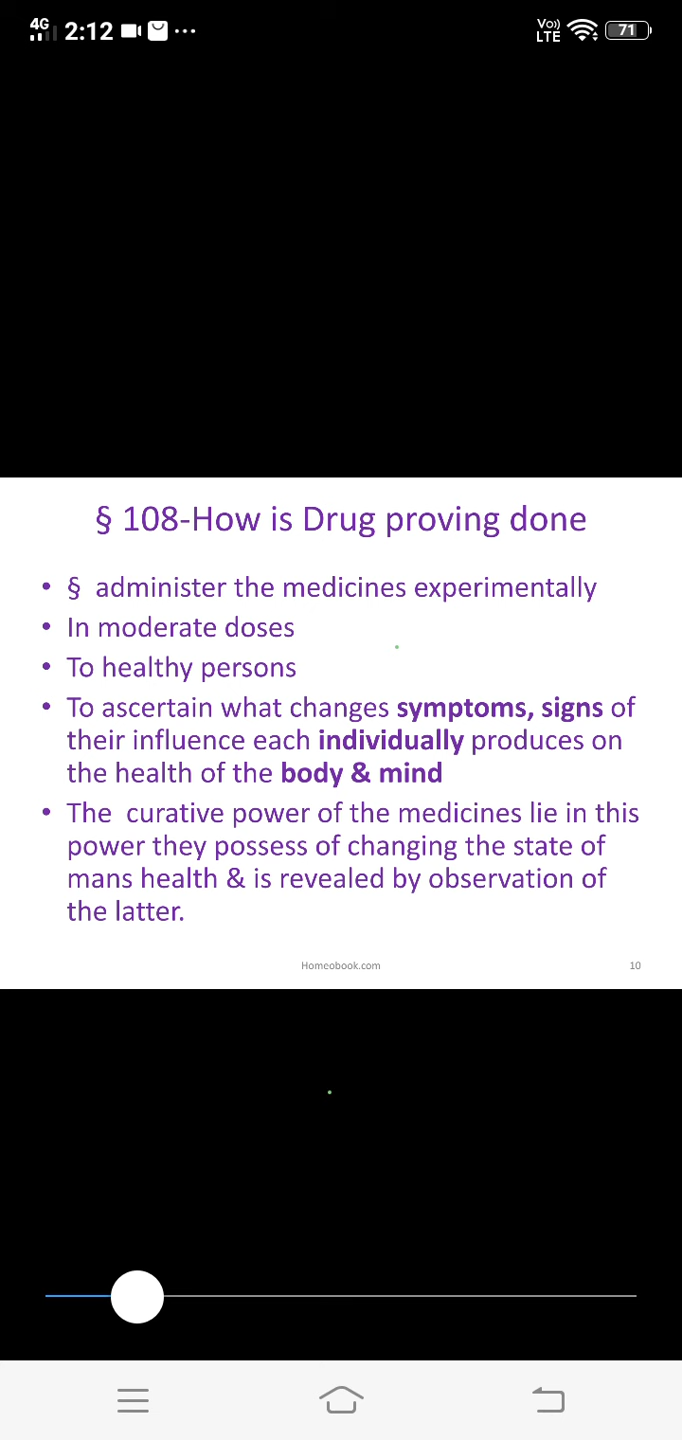 4G 2:12 ... Vo)) LTE 71
§ 108-How is Drug proving done
• § administer the medicines experimentally
• In moderate doses
• To healthy persons
• To ascertain what changes symptoms, signs of
their influence each individually produces on
the health of the body & mind
• The  curative power of the medicines lie in this
power they possess of changing the state of
mans health & is revealed by observation of
the latter.
Homeobook.com 10